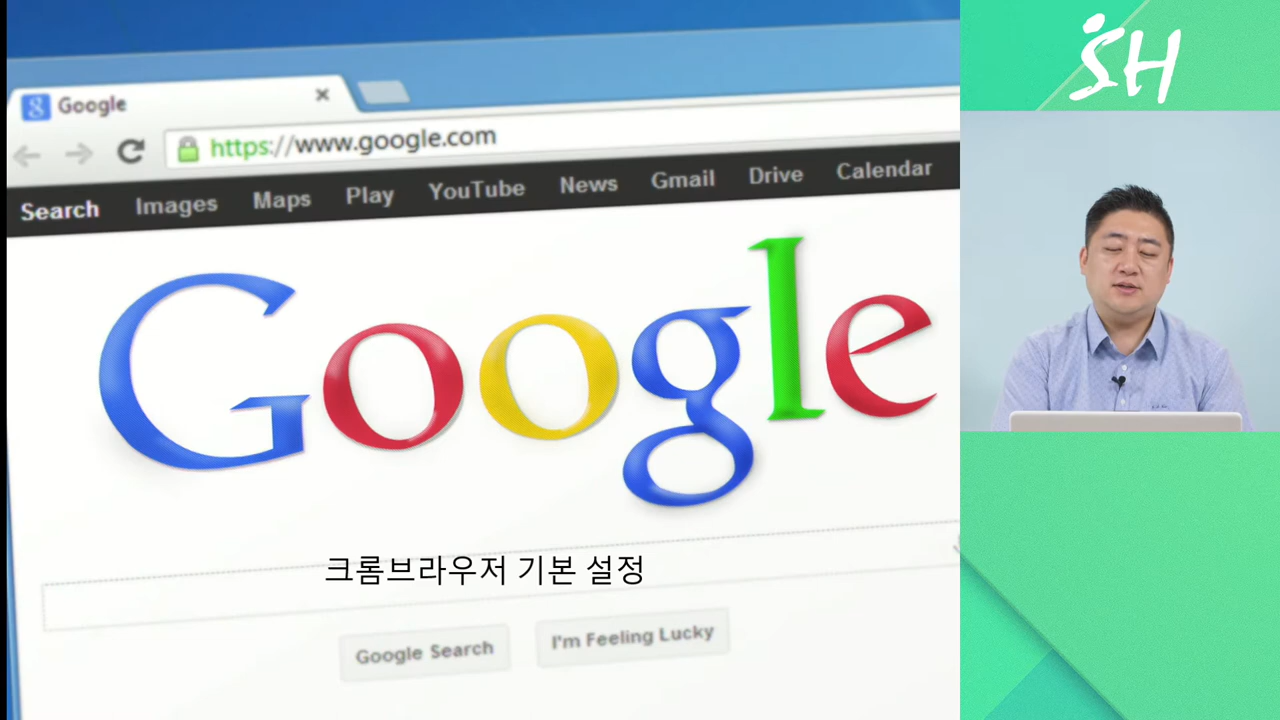 SH
Google
https://www.google.com
Search Images Maps Play YouTube News Gmail Drive Calendar
Google
크롬브라우저 기본 설정
Google Search I'm Feeling Lucky